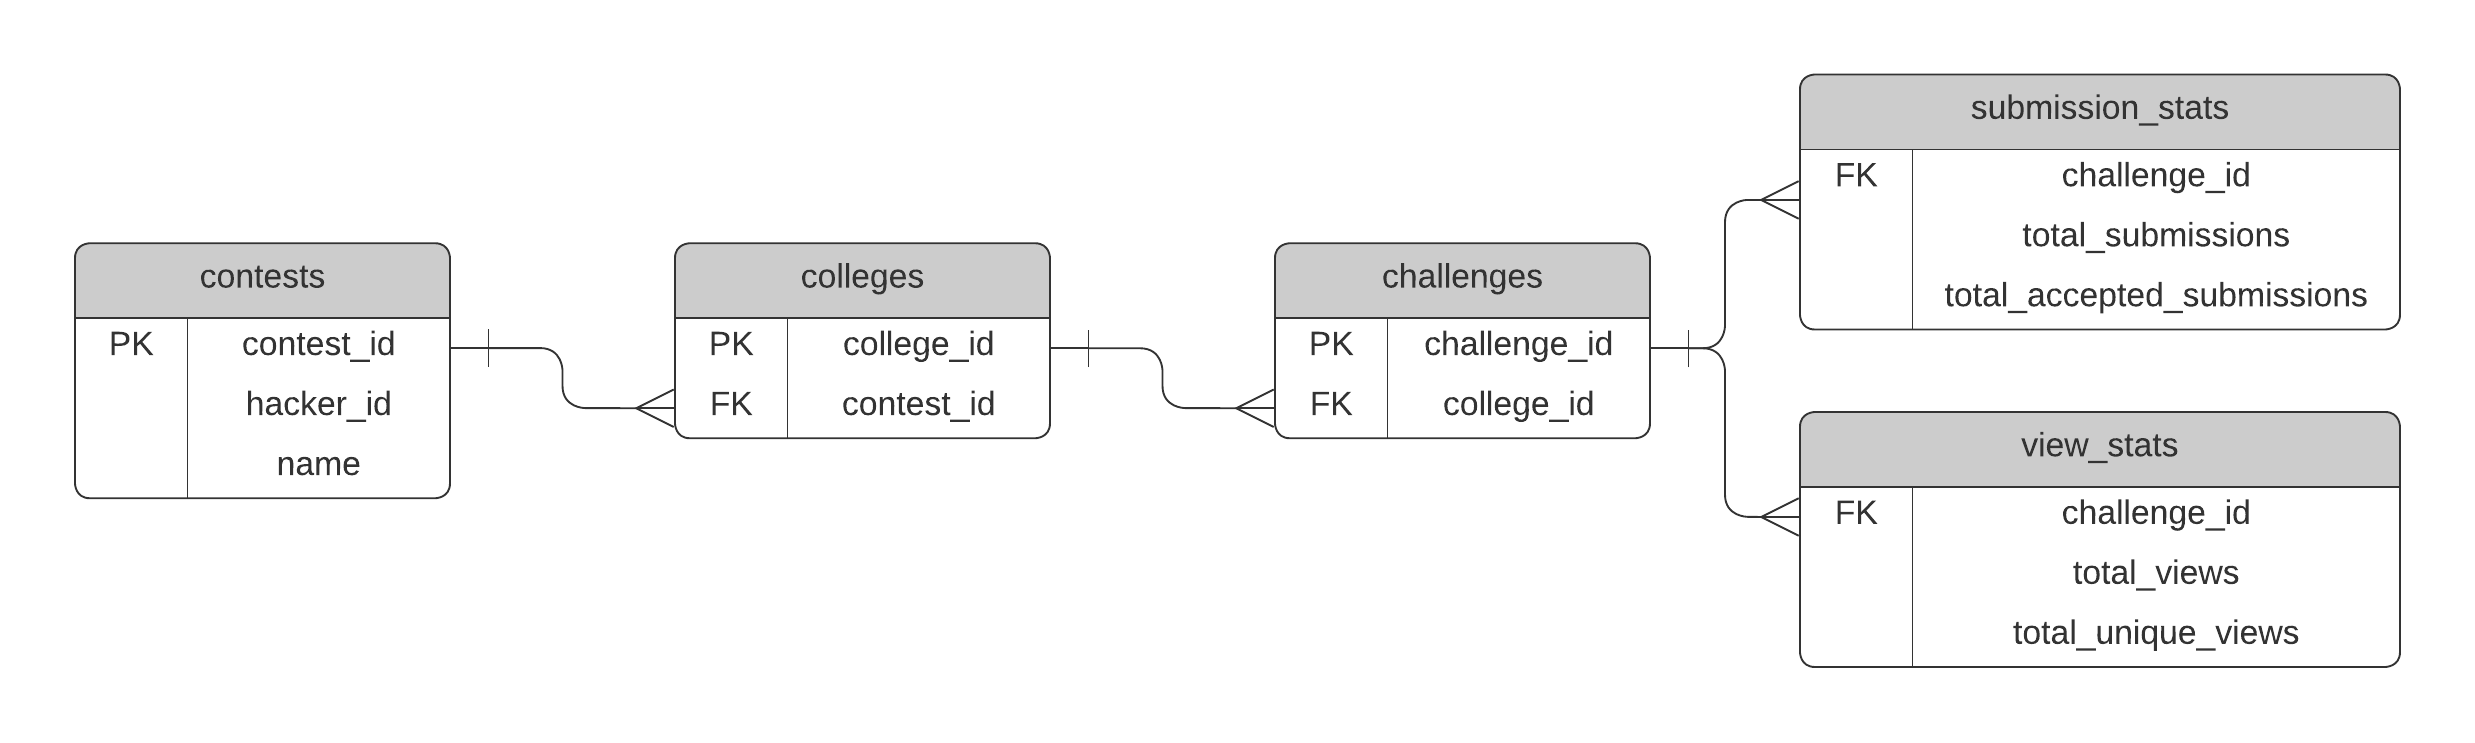 contests
PK contest_id
hacker_id
name
colleges
PK college_id
FK contest_id
challenges
PK challenge_id
FK college_id
submission_stats
FK challenge_id
total_submissions
total_accepted_submissions
view_stats
FK challenge_id
total_views
total_unique_views